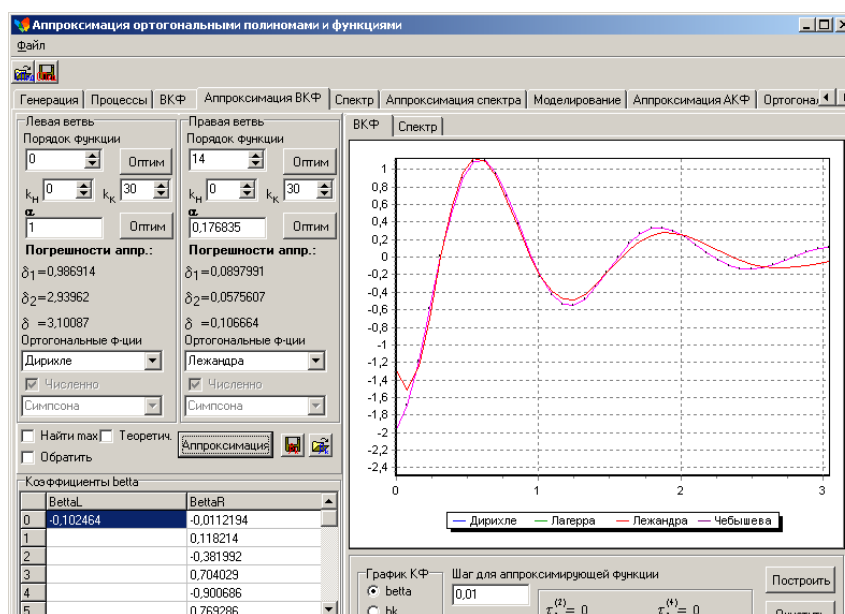 Аппроксимация ортогональными полиномами и функциями
Файл
Генерация Процессы ВКФ Аппроксимация ВКФ Спектр Аппроксимация спектра Моделирование Аппроксимация АКФ
Левая ветвь
Порядок функции
0 Оптим
kн 0 kк 30
α
1 Оптим
Погрешности аппр.:
δ1=0,986914
δ2=2,93962
δ =3,10087
Ортогональные ф-ции
Дирихле
Численно
Симпсона
Правая ветвь
Порядок функции
14 Оптим
kн 0 kк 30
α
0,176835 Оптим
Погрешности аппр.:
δ1=0,0897991
δ2=0,0575607
δ =0,106664
Ортогональные ф-ции
Лежандра
Численно
Симпсона
Найти max Теоретич. Аппроксимация
Обратить
Коэффициенты betta
BettaL BettaR
0 -0,102464 -0,0112194
1 0,118214
2 -0,381992
3 0,704029
4 -0,900686
5 0,769286
ВКФ Спектр
1
0,8
0,6
0,4
0,2
0
-0,2
-0,4
-0,6
-0,8
-1
-1,2
-1,4
-1,6
-1,8
-2
-2,2
-2,4
0 1 2 3
Дирихле Лагерра Лежандра Чебышева
График КФ
betta
bk
Шаг для аппроксимирующей функции
0,01
τ (2) = 0 τ (4) = 0
Построить
Очистить